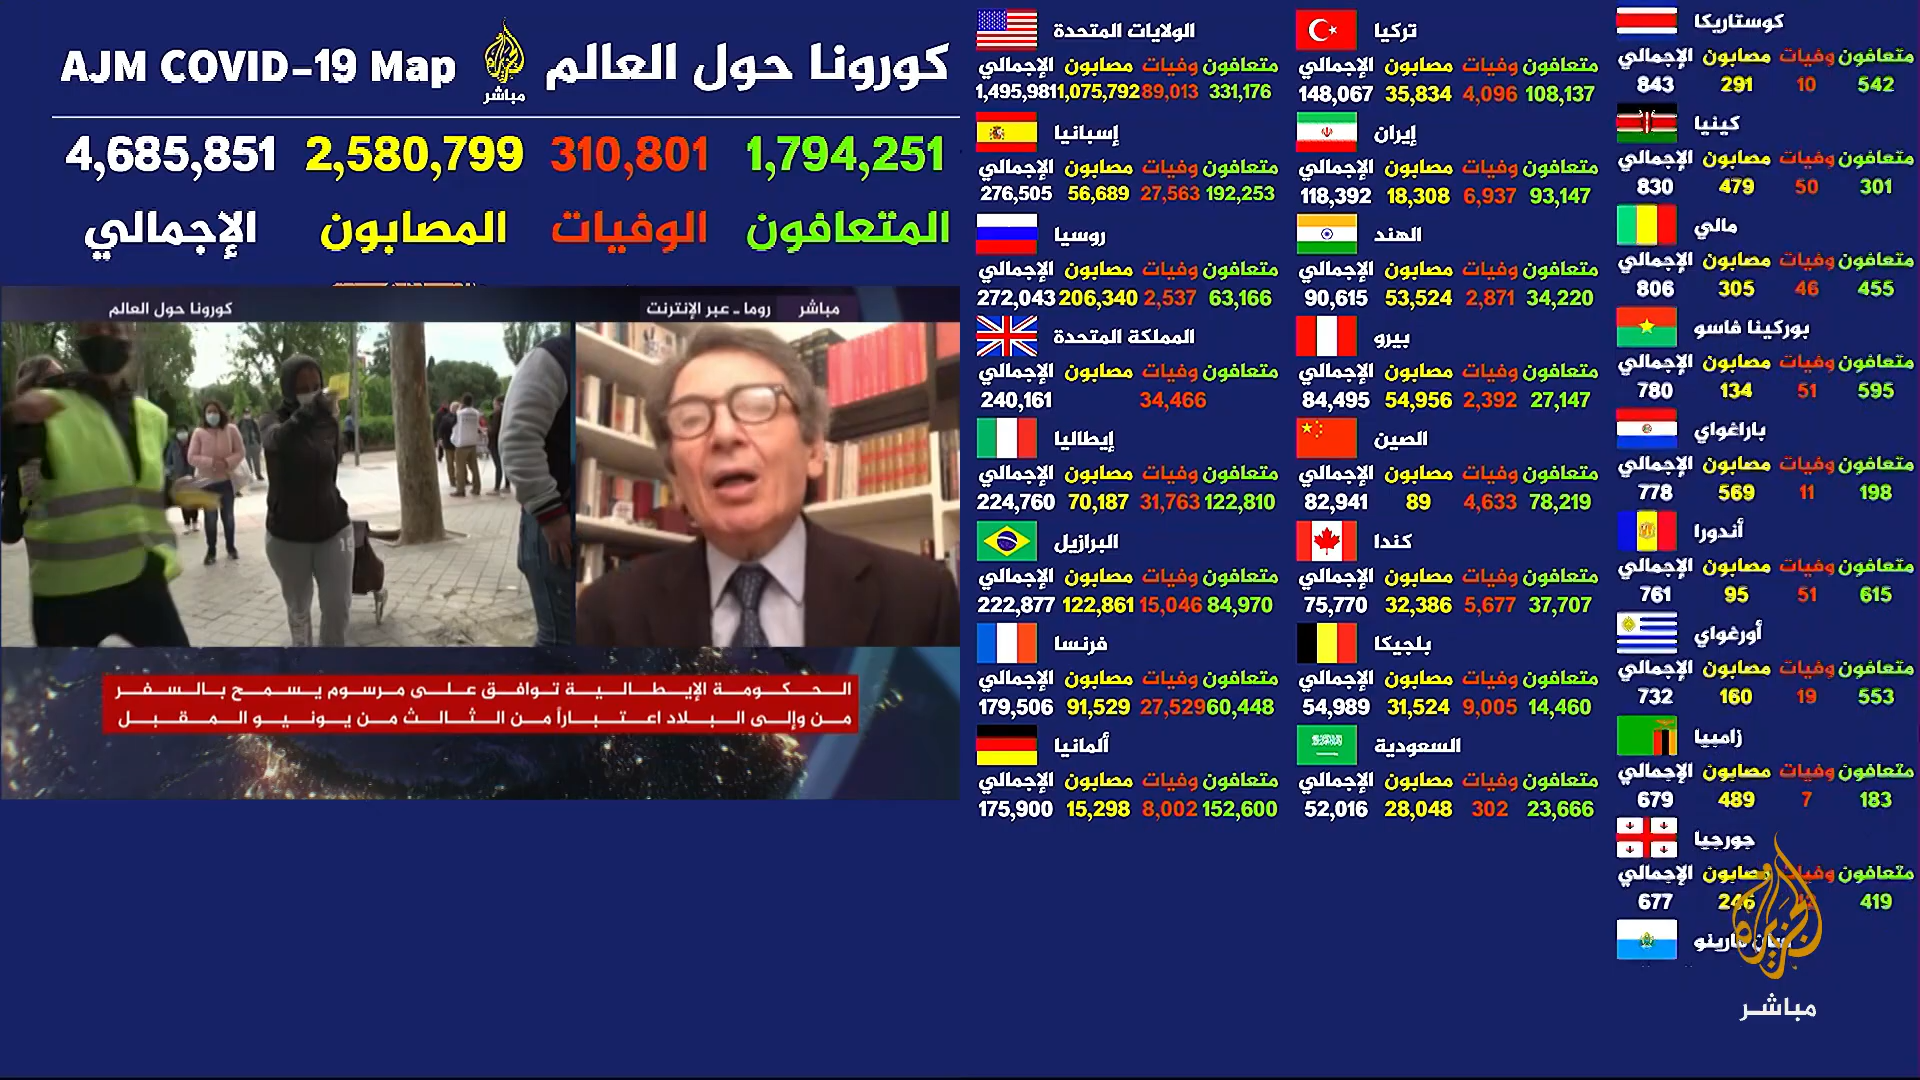 AJM COVID-19 Map مباشر كورونا حول العالم
4,685,851 2,580,799 310,801 1,794,251
الإجمالي المصابون الوفيات المتعافون
كورونا حول العالم
روما - عبر الإنترنت مباشر
الحكومة الإيطالية توافق على مرسوم يسمح بالسفر
من وإلى البلاد اعتباراً من الثالث من يونيو المقبل
الولايات المتحدة
الإجمالي مصابون وفيات متعافون
1,495,981 1,075,792 89,013 331,176
إسبانيا
الإجمالي مصابون وفيات متعافون
276,505 56,689 27,563 192,253
روسيا
الإجمالي مصابون وفيات متعافون
272,043 206,340 2,537 63,166
المملكة المتحدة
الإجمالي مصابون وفيات متعافون
240,161 34,466
إيطاليا
الإجمالي مصابون وفيات متعافون
224,760 70,187 31,763 122,810
البرازيل
الإجمالي مصابون وفيات متعافون
222,877 122,861 15,046 84,970
فرنسا
الإجمالي مصابون وفيات متعافون
179,506 91,529 27,529 60,448
ألمانيا
الإجمالي مصابون وفيات متعافون
175,900 15,298 8,002 152,600
تركيا
الإجمالي مصابون وفيات متعافون
148,067 35,834 4,096 108,137
إيران
الإجمالي مصابون وفيات متعافون
118,392 18,308 6,937 93,147
الهند
الإجمالي مصابون وفيات متعافون
90,615 53,524 2,871 34,220
بيرو
الإجمالي مصابون وفيات متعافون
84,495 54,956 2,392 27,147
الصين
الإجمالي مصابون وفيات متعافون
82,941 89 4,633 78,219
كندا
الإجمالي مصابون وفيات متعافون
75,770 32,386 5,677 37,707
بلجيكا
الإجمالي مصابون وفيات متعافون
54,989 31,524 9,005 14,460
السعودية
الإجمالي مصابون وفيات متعافون
52,016 28,048 302 23,666
كوستاريكا
الإجمالي مصابون وفيات متعافون
843 291 10 542
كينيا
الإجمالي مصابون وفيات متعافون
830 479 50 301
مالي
الإجمالي مصابون وفيات متعافون
806 305 46 455
بوركينا فاسو
الإجمالي مصابون وفيات متعافون
780 134 51 595
باراغواي
الإجمالي مصابون وفيات متعافون
778 569 11 198
أندورا
الإجمالي مصابون وفيات متعافون
761 95 51 615
أورغواي
الإجمالي مصابون وفيات متعافون
732 160 19 553
زامبيا
الإجمالي مصابون وفيات متعافون
679 489 7 183
جورجيا
الإجمالي مصابون وفيات متعافون
677 246 419
سان مارينو
الجزيرة
مباشر